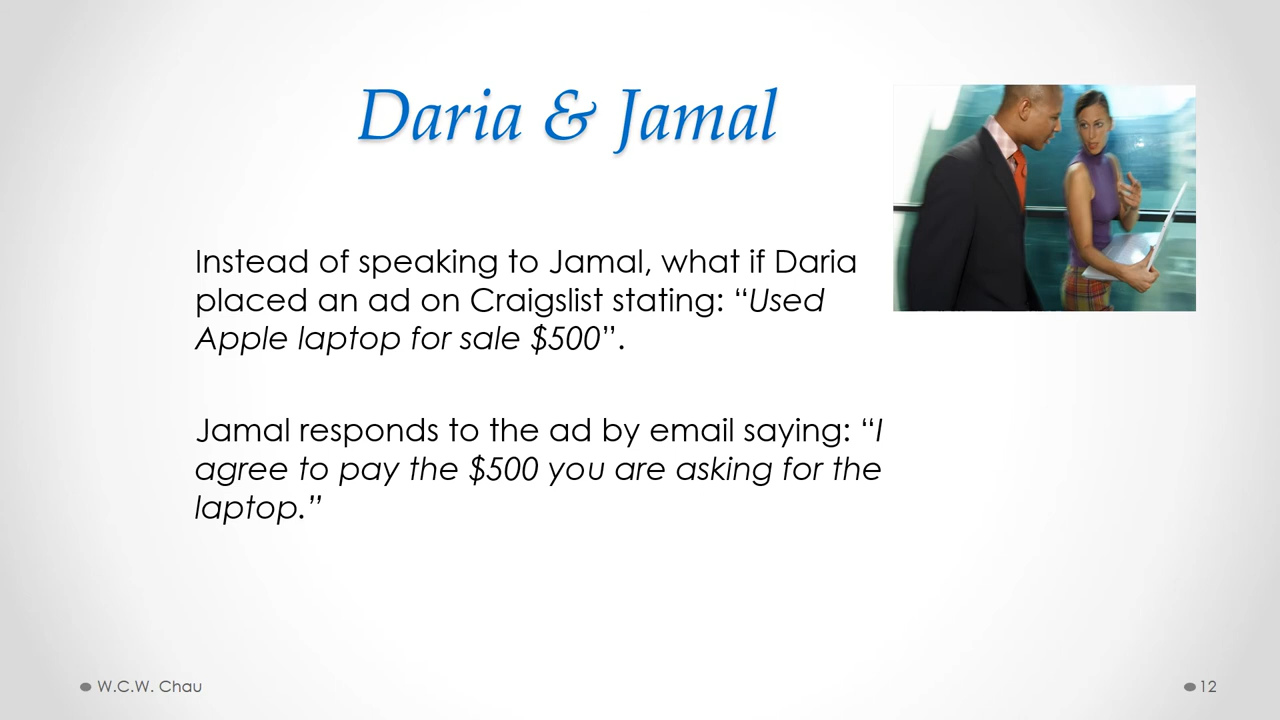 Daria & Jamal
Instead of speaking to Jamal, what if Daria
placed an ad on Craigslist stating: “Used
Apple laptop for sale $500”.
Jamal responds to the ad by email saying: “I
agree to pay the $500 you are asking for the
laptop.”
W.C.W. Chau
12